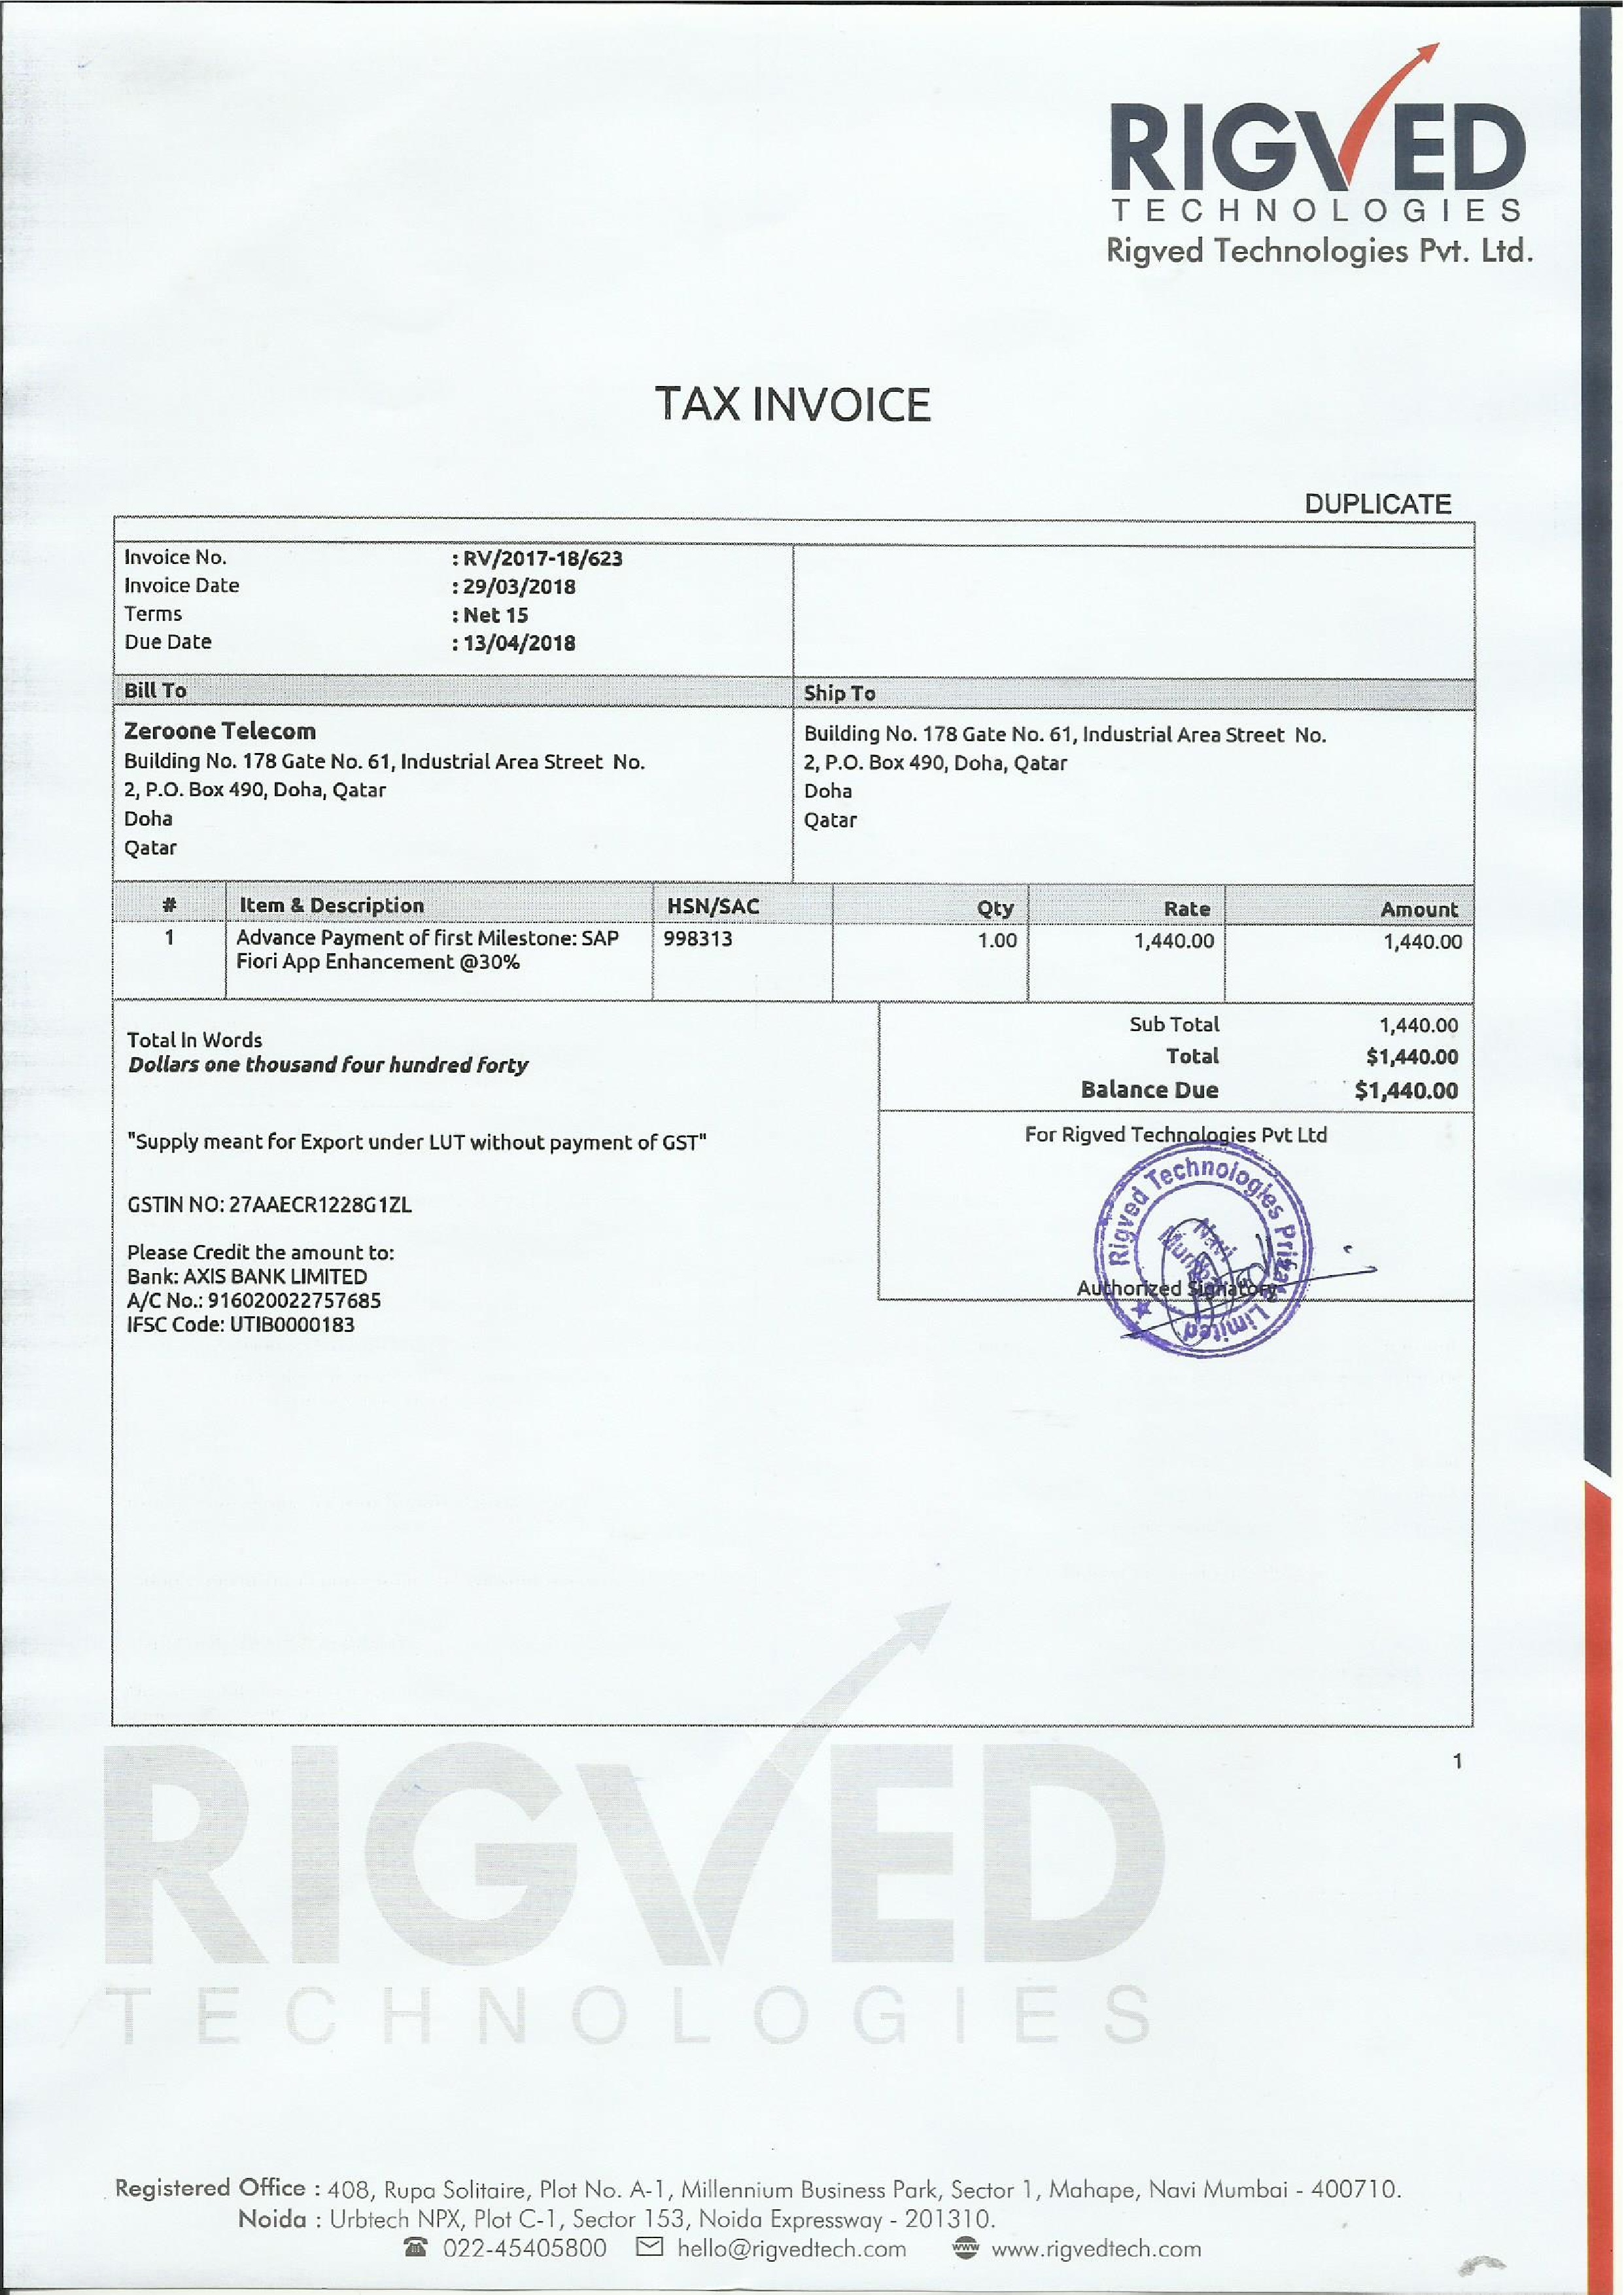 RIGVED
TECHNOLOGIES
Rigved Technologies Pvt. Ltd.
TAX INVOICE
DUPLICATE
Invoice No. : RV/2017-18/623
Invoice Date : 29/03/2018
Terms : Net 15
Due Date : 13/04/2018
Bill To
Zeroone Telecom
Building No. 178 Gate No. 61, Industrial Area Street No.
2, P.O. Box 490, Doha, Qatar
Doha
Qatar
Ship To
Building No. 178 Gate No. 61, Industrial Area Street No.
2, P.O. Box 490, Doha, Qatar
Doha
Qatar
# Item & Description HSN/SAC Qty Rate Amount
1 Advance Payment of first Milestone: SAP 998313 1.00 1,440.00 1,440.00
Fiori App Enhancement @30%
Total In Words
Dollars one thousand four hundred forty
"Supply meant for Export under LUT without payment of GST"
GSTIN NO: 27AAECR1228G1ZL
Please Credit the amount to:
Bank: AXIS BANK LIMITED
A/C No.: 916020022757685
IFSC Code: UTIB0000183
Sub Total 1,440.00
Total $1,440.00
Balance Due $1,440.00
For Rigved Technologies Pvt Ltd
Rigved Technologies Private Limited
Navi
Mumbai
Authorized Signatory
1
RIGVED
TECHNOLOGIES
Registered Office : 408, Rupa Solitaire, Plot No. A-1, Millennium Business Park, Sector 1, Mahape, Navi Mumbai - 400710.
Noida : Urbtech NPX, Plot C-1, Sector 153, Noida Expressway - 201310.
022-45405800 hello@rigvedtech.com www www.rigvedtech.com